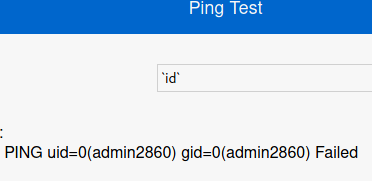 Ping Test
`id`
:
PING uid=0(admin2860) gid=0(admin2860) Failed